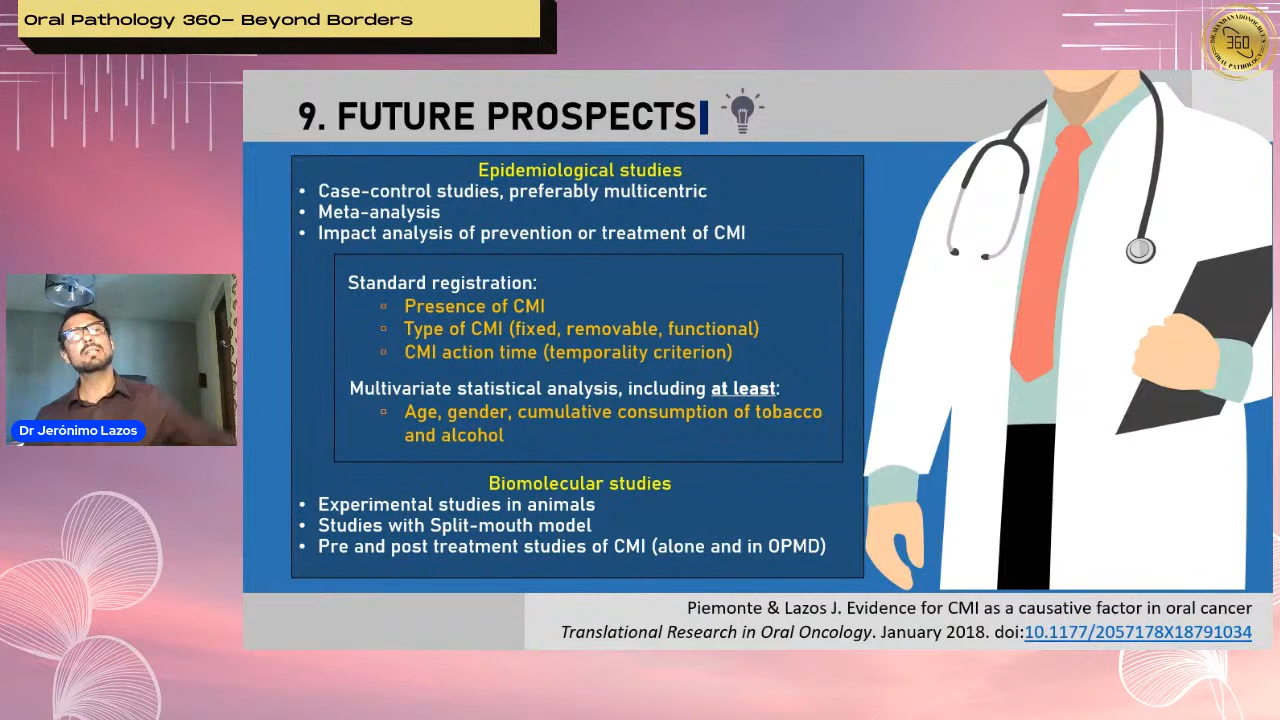 Oral Pathology 360– Beyond Borders
360
ORAL PATHOLOGY
9. FUTURE PROSPECTS
Epidemiological studies
• Case-control studies, preferably multicentric
• Meta-analysis
• Impact analysis of prevention or treatment of CMI
Standard registration:
▫ Presence of CMI
▫ Type of CMI (fixed, removable, functional)
▫ CMI action time (temporality criterion)
Multivariate statistical analysis, including at least:
▫ Age, gender, cumulative consumption of tobacco
and alcohol
Biomolecular studies
• Experimental studies in animals
• Studies with Split-mouth model
• Pre and post treatment studies of CMI (alone and in OPMD)
Dr Jerónimo Lazos
Piemonte & Lazos J. Evidence for CMI as a causative factor in oral cancer
Translational Research in Oral Oncology. January 2018. doi:10.1177/2057178X18791034